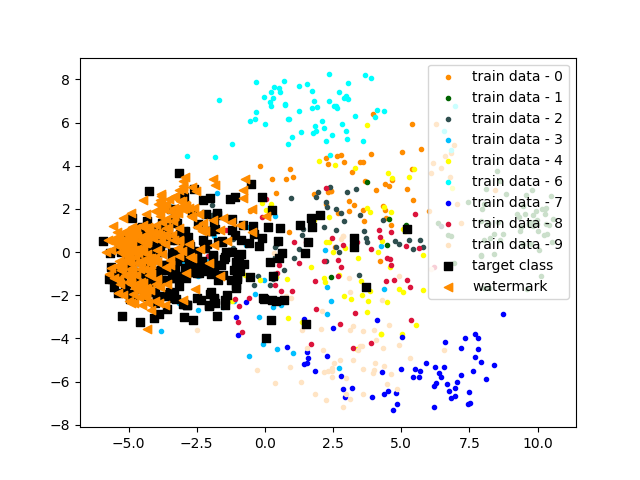 8
6
4
2
0
−2
−4
−6
−8
−5.0
−2.5
0.0
2.5
5.0
7.5
10.0
train data - 0
train data - 1
train data - 2
train data - 3
train data - 4
train data - 6
train data - 7
train data - 8
train data - 9
target class
watermark